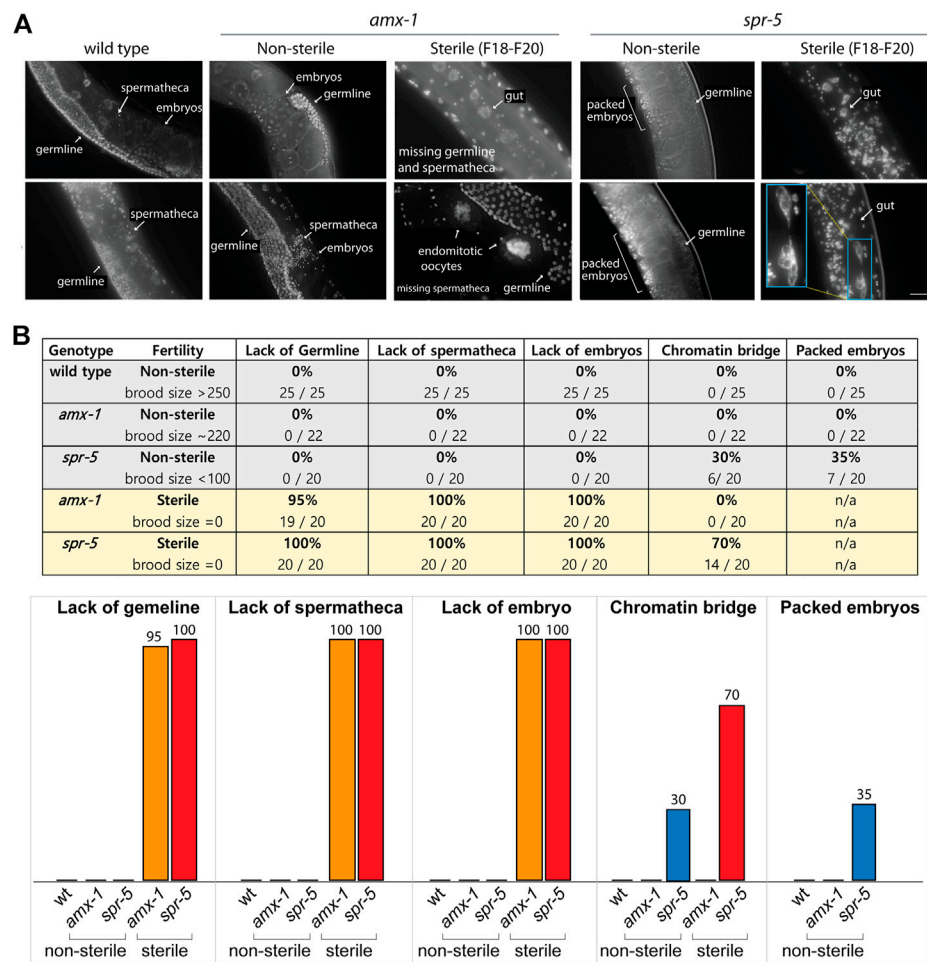 A
amx-1
spr-5
wild type
Non-sterile
Sterile (F18-F20)
Non-sterile
Sterile (F18-F20)
spermatheca
embryos
germline
embryos
germline
gut
missing germline
and spermatheca
packed
embryos
germline
gut
spermatheca
germline
germline
spermatheca
embryos
endomitotic
oocytes
missing spermatheca
germline
packed
embryos
germline
gut
B
Genotype Fertility Lack of Germline Lack of spermatheca Lack of embryos Chromatin bridge Packed embryos
wild type Non-sterile 0% 0% 0% 0% 0%
brood size >250 25 / 25 25 / 25 25 / 25 0 / 25 0 / 25
amx-1 Non-sterile 0% 0% 0% 0% 0%
brood size ~220 0 / 22 0 / 22 0 / 22 0 / 22 0 / 22
spr-5 Non-sterile 0% 0% 0% 30% 35%
brood size <100 0 / 20 0 / 20 0 / 20 6/ 20 7 / 20
amx-1 Sterile 95% 100% 100% 0% n/a
brood size =0 19 / 20 20 / 20 20 / 20 0 / 20 n/a
spr-5 Sterile 100% 100% 100% 70% n/a
brood size =0 20 / 20 20 / 20 20 / 20 14 / 20 n/a
Lack of gemeline
95
100
wt amx-1 spr-5 amx-1 spr-5
non-sterile sterile
Lack of spermatheca
100 100
wt amx-1 spr-5 amx-1 spr-5
non-sterile sterile
Lack of embryo
100 100
wt amx-1 spr-5 amx-1 spr-5
non-sterile sterile
Chromatin bridge
30
70
wt amx-1 spr-5 amx-1 spr-5
non-sterile sterile
Packed embryos
35
wt amx-1 spr-5
non-sterile